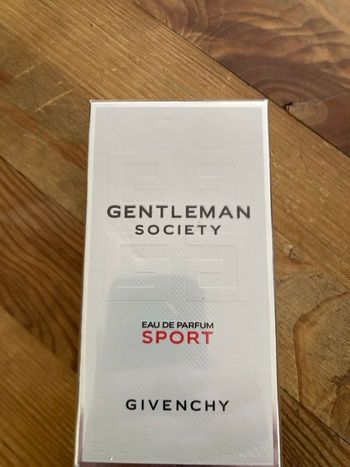 GENTLEMAN
SOCIETY
EAU DE PARFUM
SPORT
GIVENCHY